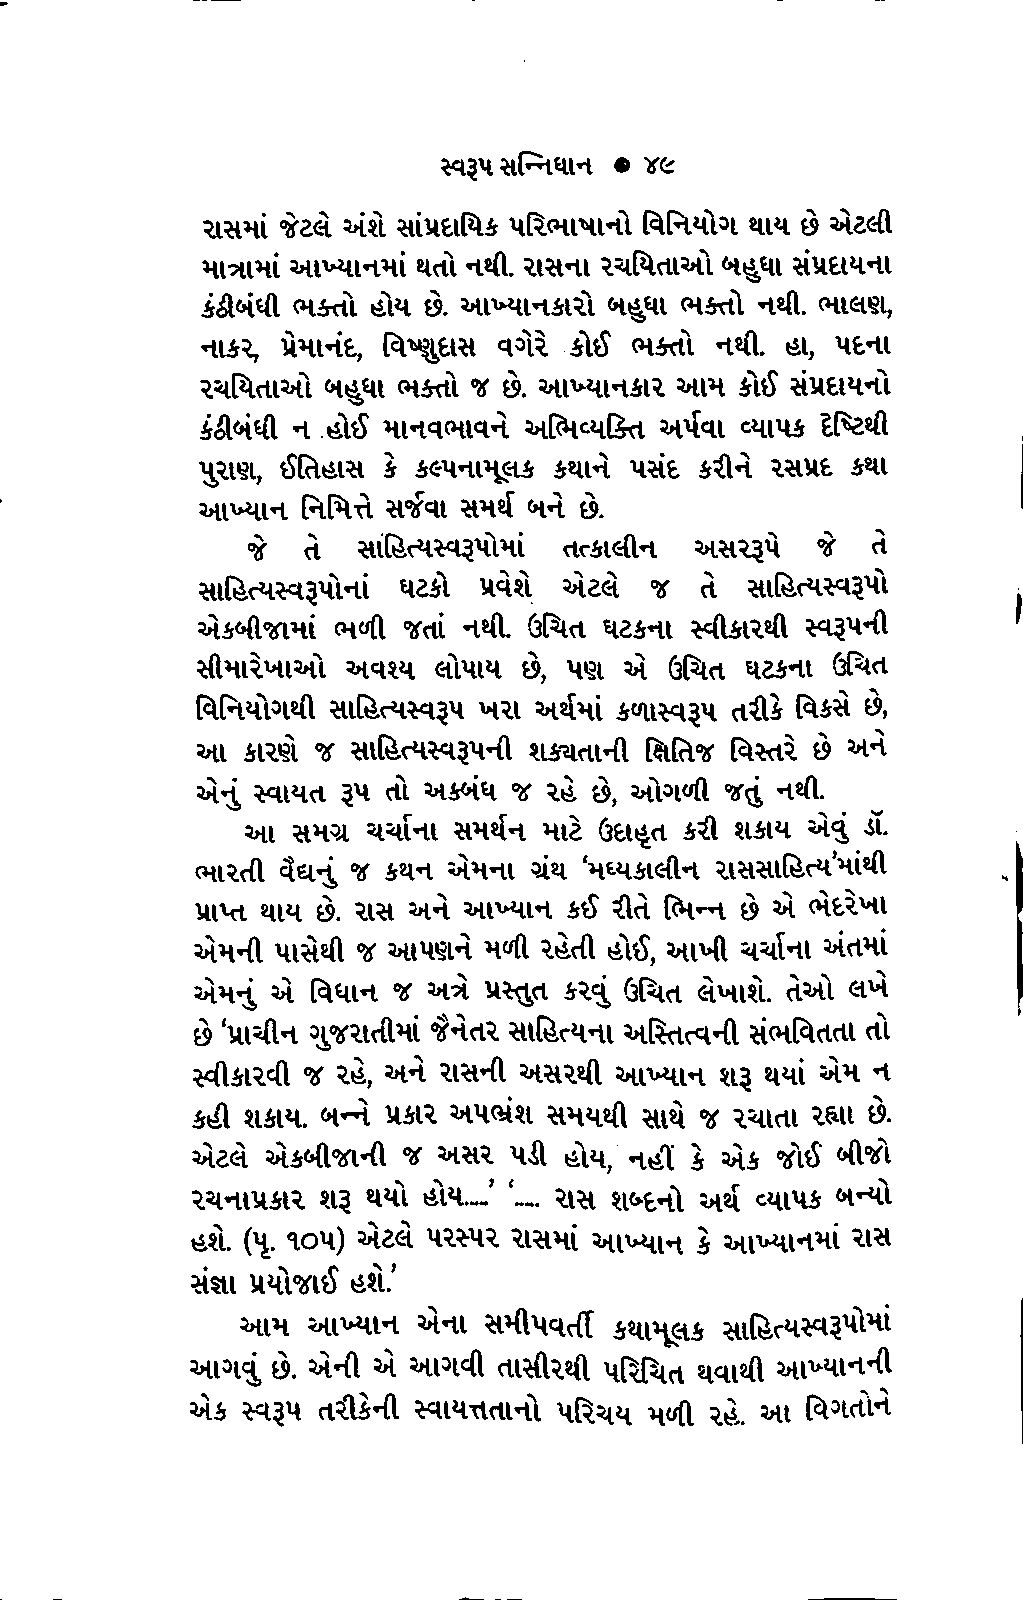 સ્વરૂપ સન્નિધાન ● ૪૯
રાસમાં જેટલે અંશે સાંપ્રદાયિક પરિભાષાનો વિનિયોગ થાય છે એટલી
માત્રામાં આખ્યાનમાં થતો નથી. રાસના રચયિતાઓ બહુધા સંપ્રદાયના
કંઠીબંધી ભક્તો હોય છે. આખ્યાનકારો બહુધા ભક્તો નથી. ભાલણ,
નાકર, પ્રેમાનંદ, વિષ્ણુદાસ વગેરે કોઈ ભક્તો નથી. હા, પદના
રચયિતાઓ બહુધા ભક્તો જ છે. આખ્યાનકાર આમ કોઈ સંપ્રદાયનો
કંઠીબંધી ન હોઈ માનવભાવને અભિવ્યક્તિ અર્પવા વ્યાપક દૃષ્ટિથી
પુરાણ, ઈતિહાસ કે કલ્પનામૂલક કથાને પસંદ કરીને રસપ્રદ કથા
આખ્યાન નિમિત્તે સર્જવા સમર્થ બને છે.
જે તે સાહિત્યસ્વરૂપોમાં તત્કાલીન અસરરૂપે જે તે
સાહિત્યસ્વરૂપોનાં ઘટકો પ્રવેશે એટલે જ તે સાહિત્યસ્વરૂપો
એકબીજામાં ભળી જતાં નથી. ઉચિત ઘટકના સ્વીકારથી સ્વરૂપની
સીમારેખાઓ અવશ્ય લોપાય છે, પણ એ ઉચિત ઘટકના ઉચિત
વિનિયોગથી સાહિત્યસ્વરૂપ ખરા અર્થમાં કળાસ્વરૂપ તરીકે વિકસે છે,
આ કારણે જ સાહિત્યસ્વરૂપની શક્યતાની ક્ષિતિજ વિસ્તરે છે અને
એનું સ્વાયત રૂપ તો અકબંધ જ રહે છે, ઓગળી જતું નથી.
આ સમગ્ર ચર્ચાના સમર્થન માટે ઉદાહૃત કરી શકાય એવું ડૉ.
ભારતી વૈદ્યનું જ કથન એમના ગ્રંથ ‘મધ્યકાલીન રાસસાહિત્ય’માંથી
પ્રાપ્ત થાય છે. રાસ અને આખ્યાન કઈ રીતે ભિન્ન છે એ ભેદરેખા
એમની પાસેથી જ આપણને મળી રહેતી હોઈ, આખી ચર્ચાના અંતમાં
એમનું એ વિધાન જ અત્રે પ્રસ્તુત કરવું ઉચિત લેખાશે. તેઓ લખે
છે ‘પ્રાચીન ગુજરાતીમાં જૈનેતર સાહિત્યના અસ્તિત્વની સંભવિતતા તો
સ્વીકારવી જ રહે, અને રાસની અસરથી આખ્યાન શરૂ થયાં એમ ન
કહી શકાય. બન્ને પ્રકાર અપભ્રંશ સમયથી સાથે જ રચાતા રહ્યા છે.
એટલે એકબીજાની જ અસર પડી હોય, નહીં કે એક જોઈ બીજો
રચનાપ્રકાર શરૂ થયો હોય....’ ‘.... રાસ શબ્દનો અર્થ વ્યાપક બન્યો
હશે. (પૃ. ૧૦૫) એટલે પરસ્પર રાસમાં આખ્યાન કે આખ્યાનમાં રાસ
સંજ્ઞા પ્રયોજાઈ હશે.’
આમ આખ્યાન એના સમીપવર્તી કથામૂલક સાહિત્યસ્વરૂપોમાં
આગવું છે. એની એ આગવી તાસીરથી પરિચિત થવાથી આખ્યાનની
એક સ્વરૂપ તરીકેની સ્વાયત્તતાનો પરિચય મળી રહે. આ વિગતોને